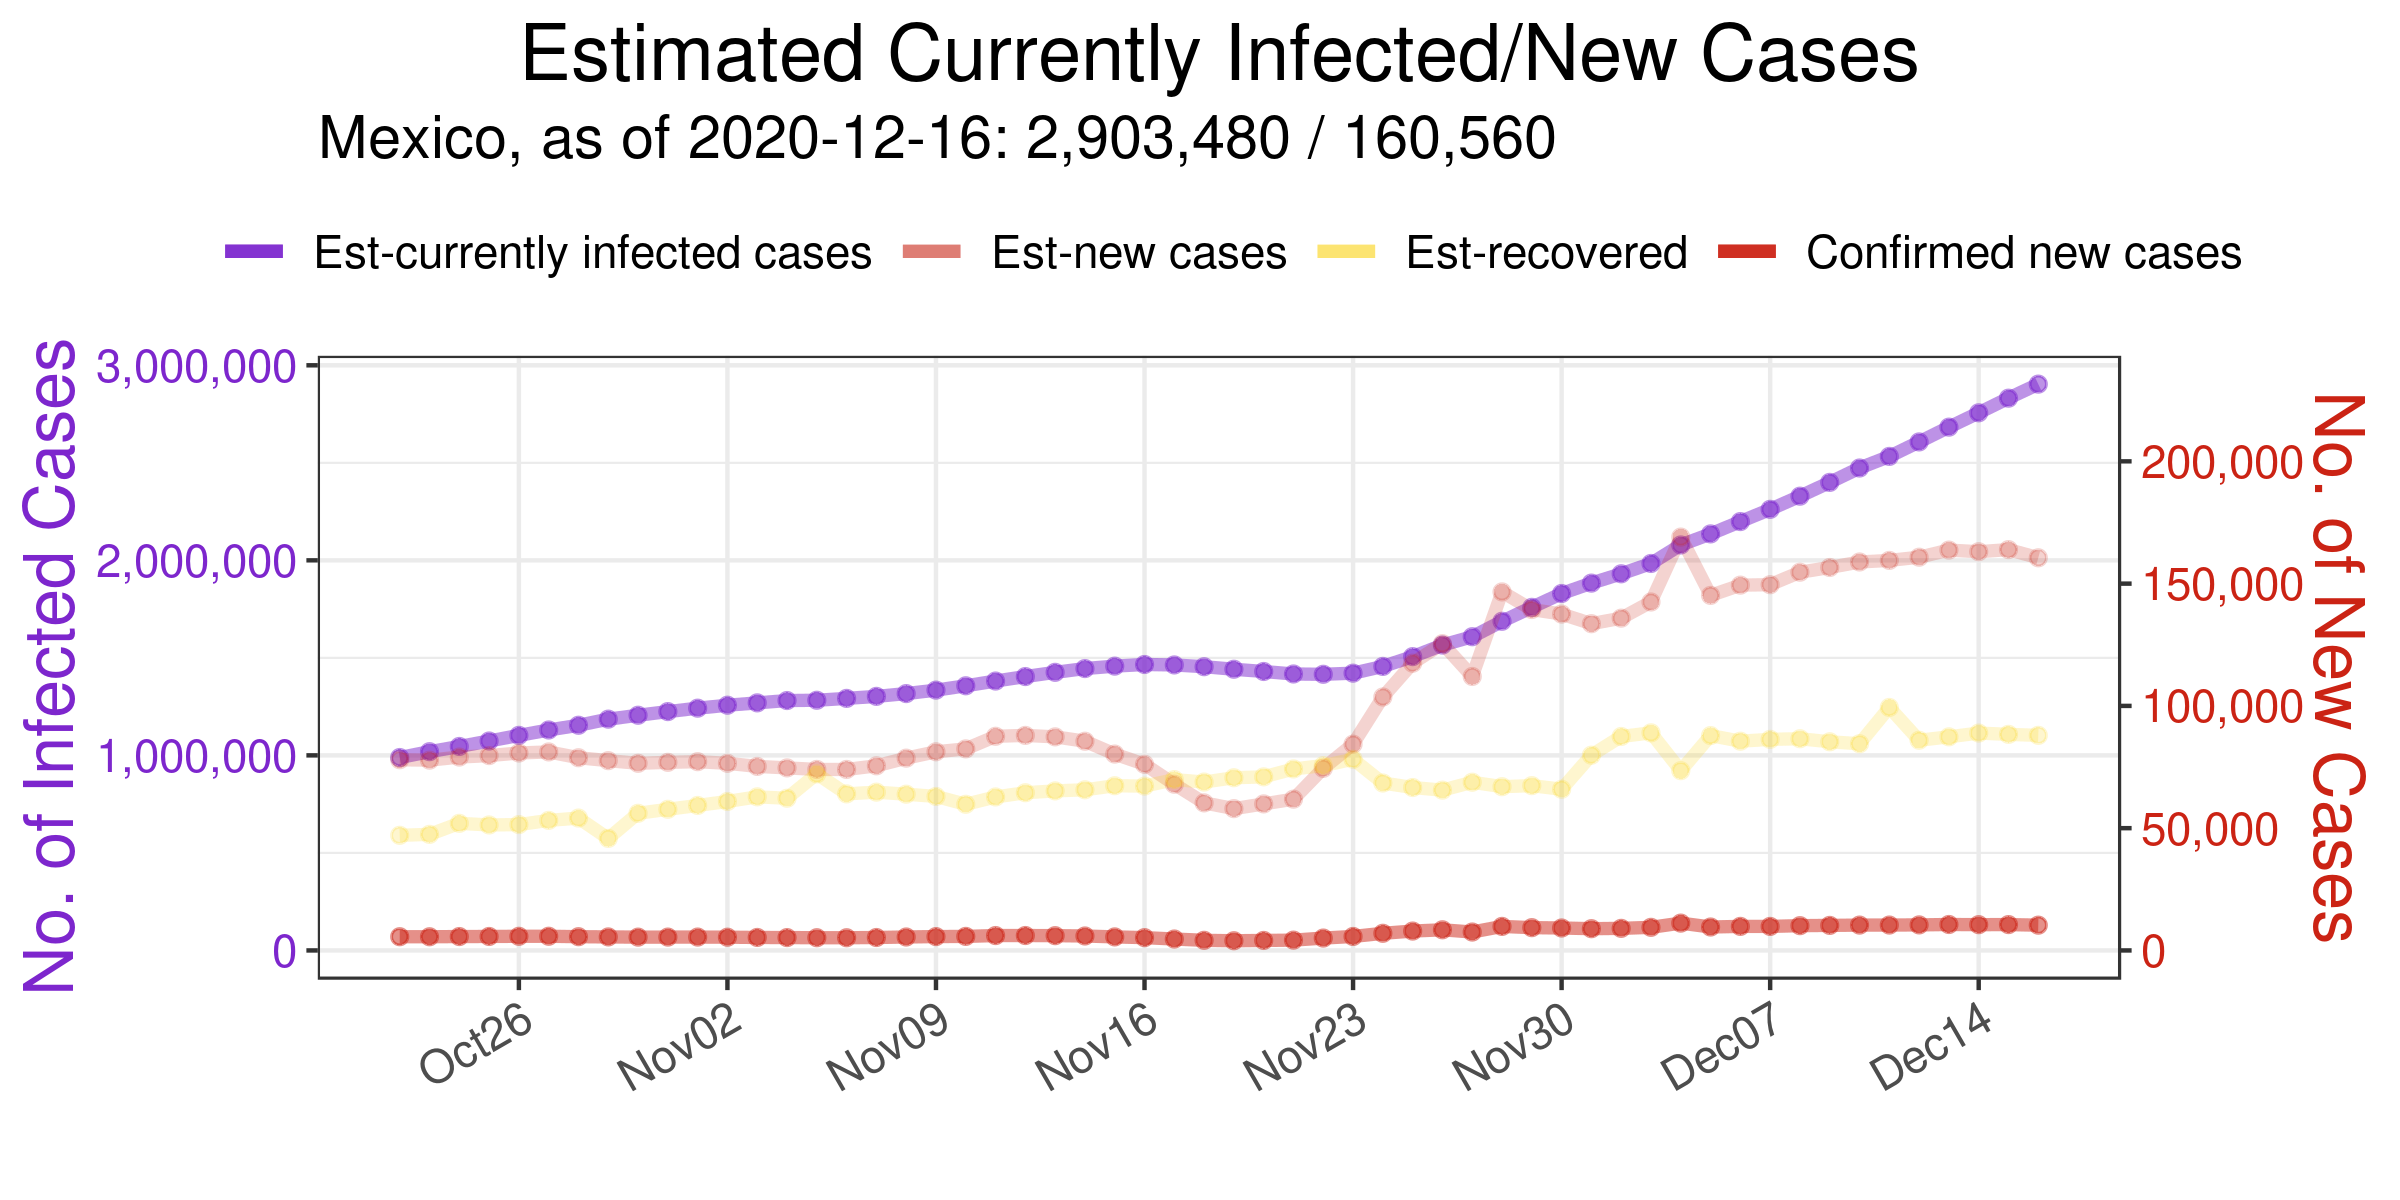 Estimated Currently Infected/New Cases
Mexico, as of 2020-12-16: 2,903,480 / 160,560
Est-currently infected cases Est-new cases Est-recovered Confirmed new cases
No. of Infected Cases
3,000,000
2,000,000
1,000,000
0
200,000
150,000
100,000
50,000
0
No. of New Cases
Oct26 Nov02 Nov09 Nov16 Nov23 Nov30 Dec07 Dec14